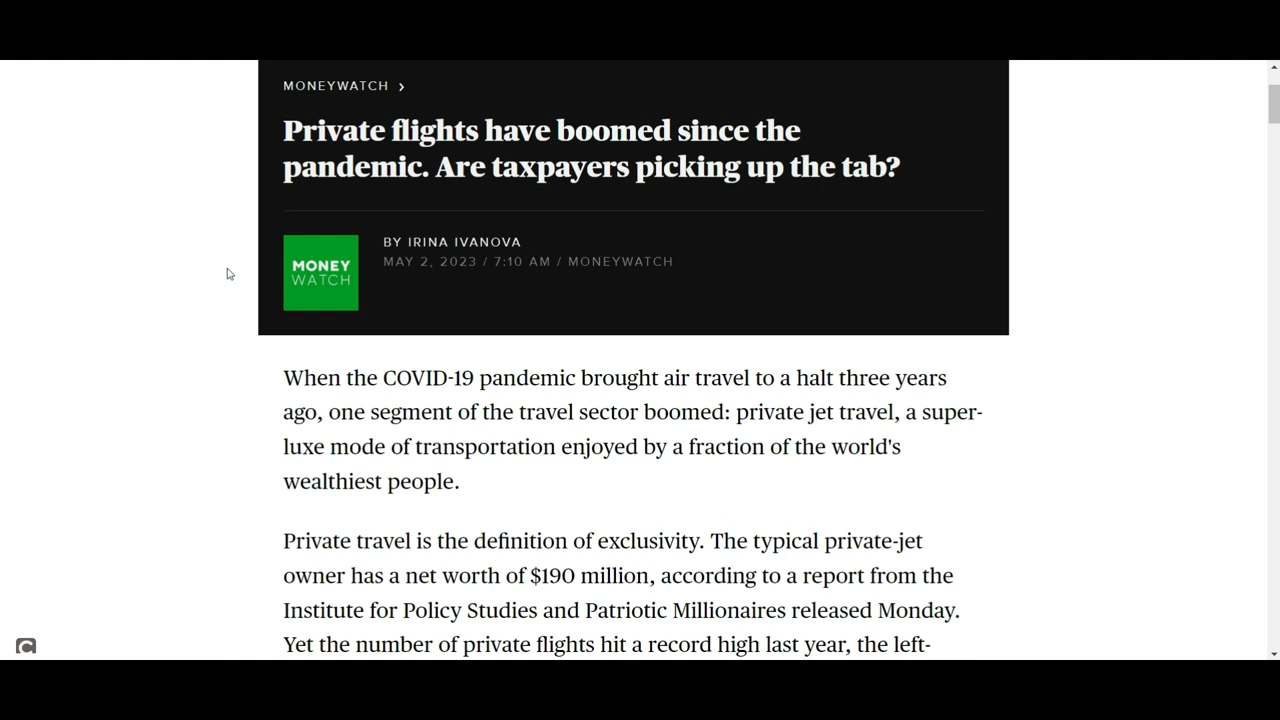 MONEYWATCH >
Private flights have boomed since the
pandemic. Are taxpayers picking up the tab?
MONEY
WATCH
BY IRINA IVANOVA
MAY 2, 2023 / 7:10 AM / MONEYWATCH
When the COVID-19 pandemic brought air travel to a halt three years
ago, one segment of the travel sector boomed: private jet travel, a super-
luxe mode of transportation enjoyed by a fraction of the world's
wealthiest people.
Private travel is the definition of exclusivity. The typical private-jet
owner has a net worth of $190 million, according to a report from the
Institute for Policy Studies and Patriotic Millionaires released Monday.
Yet the number of private flights hit a record high last year, the left-